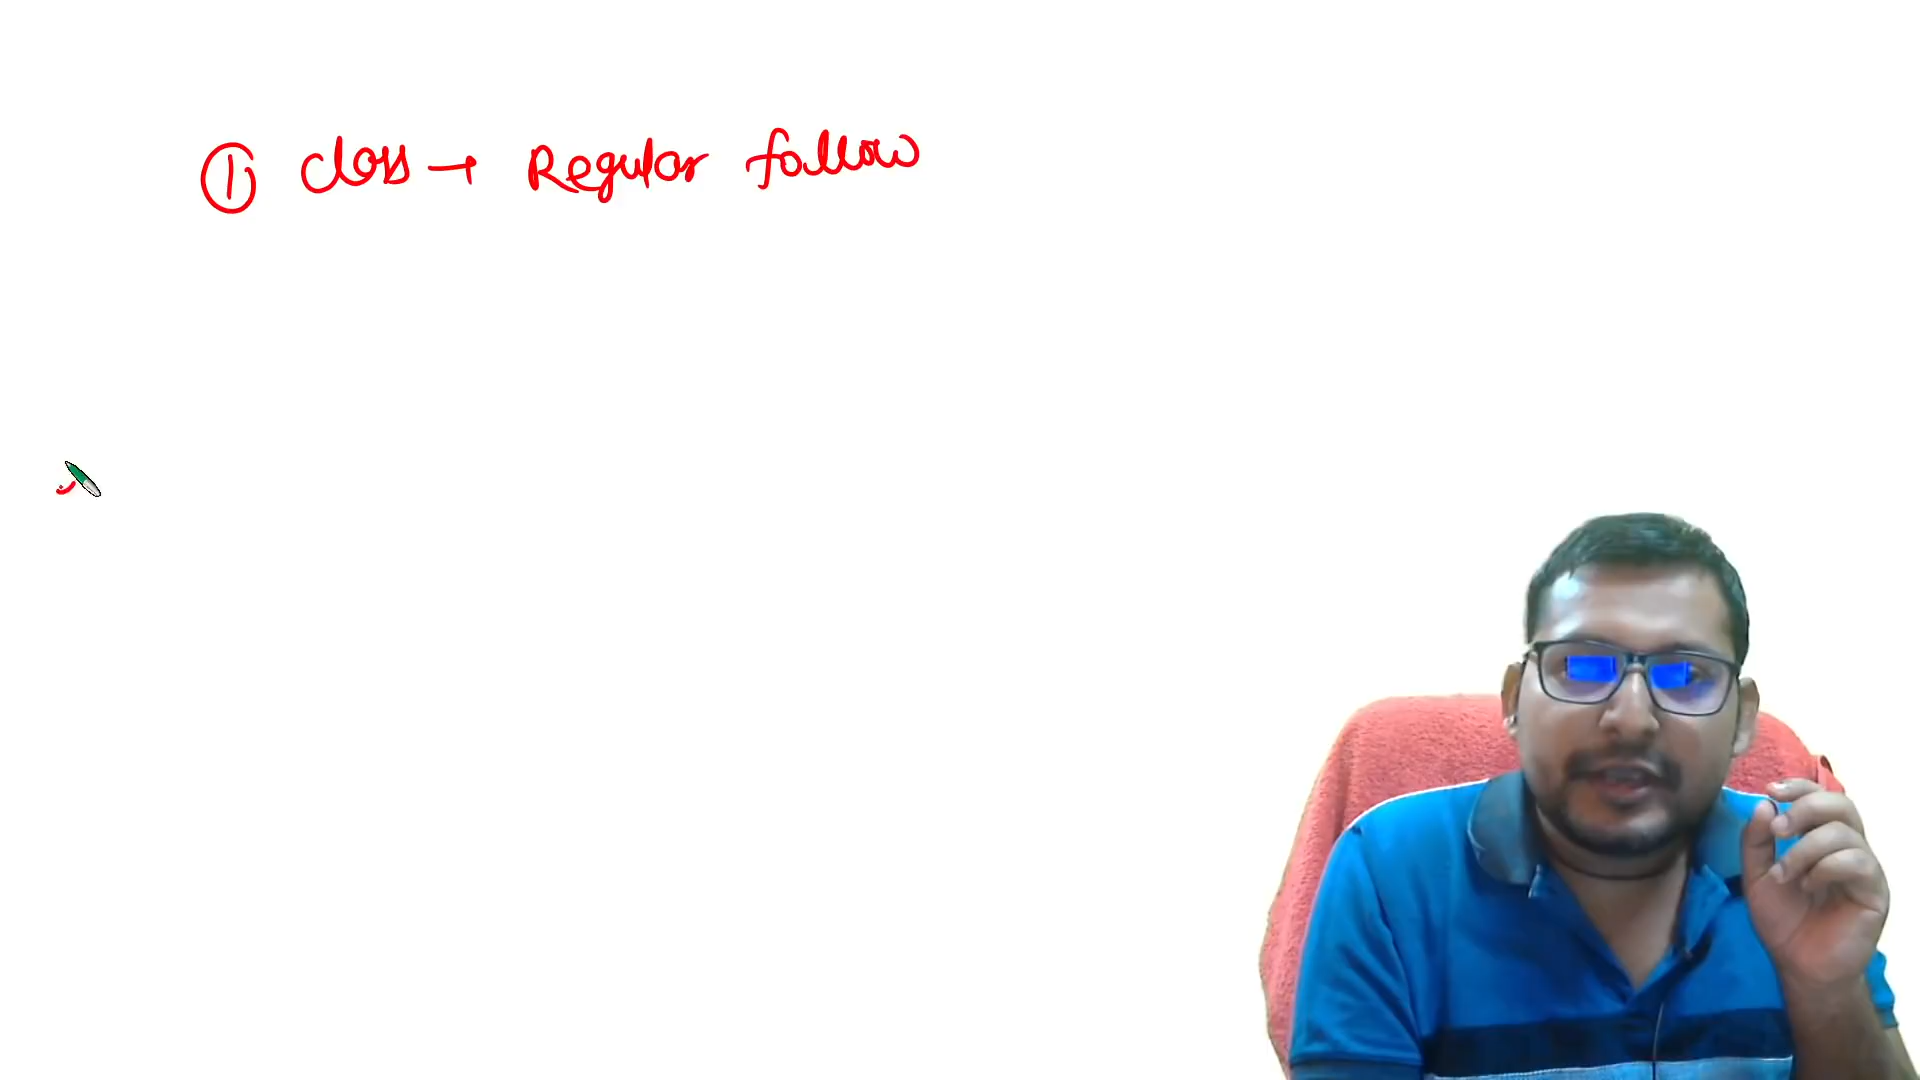 ① Class → Regular follow